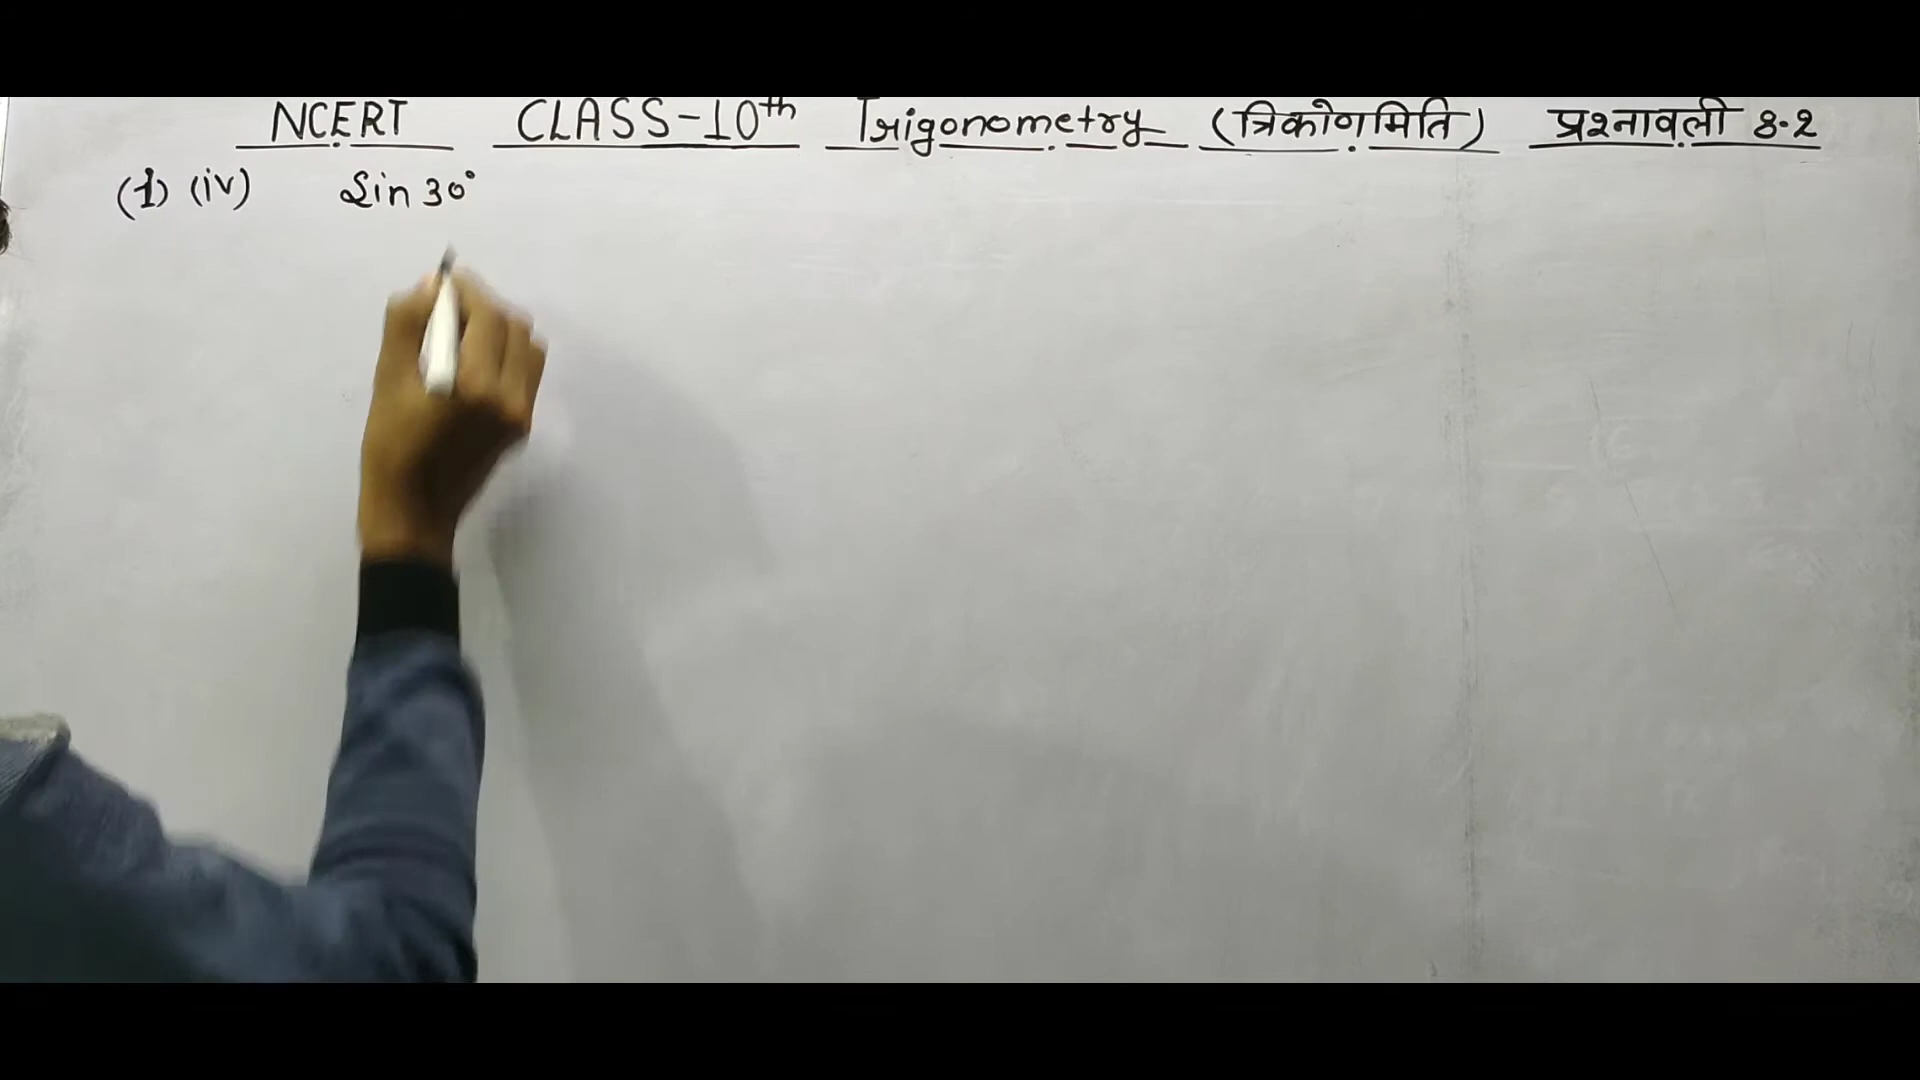 NCERT CLASS-10th Trigonometry (त्रिकोणमिति) प्रश्नावली 8.2
(1) (iv) Sin 30°